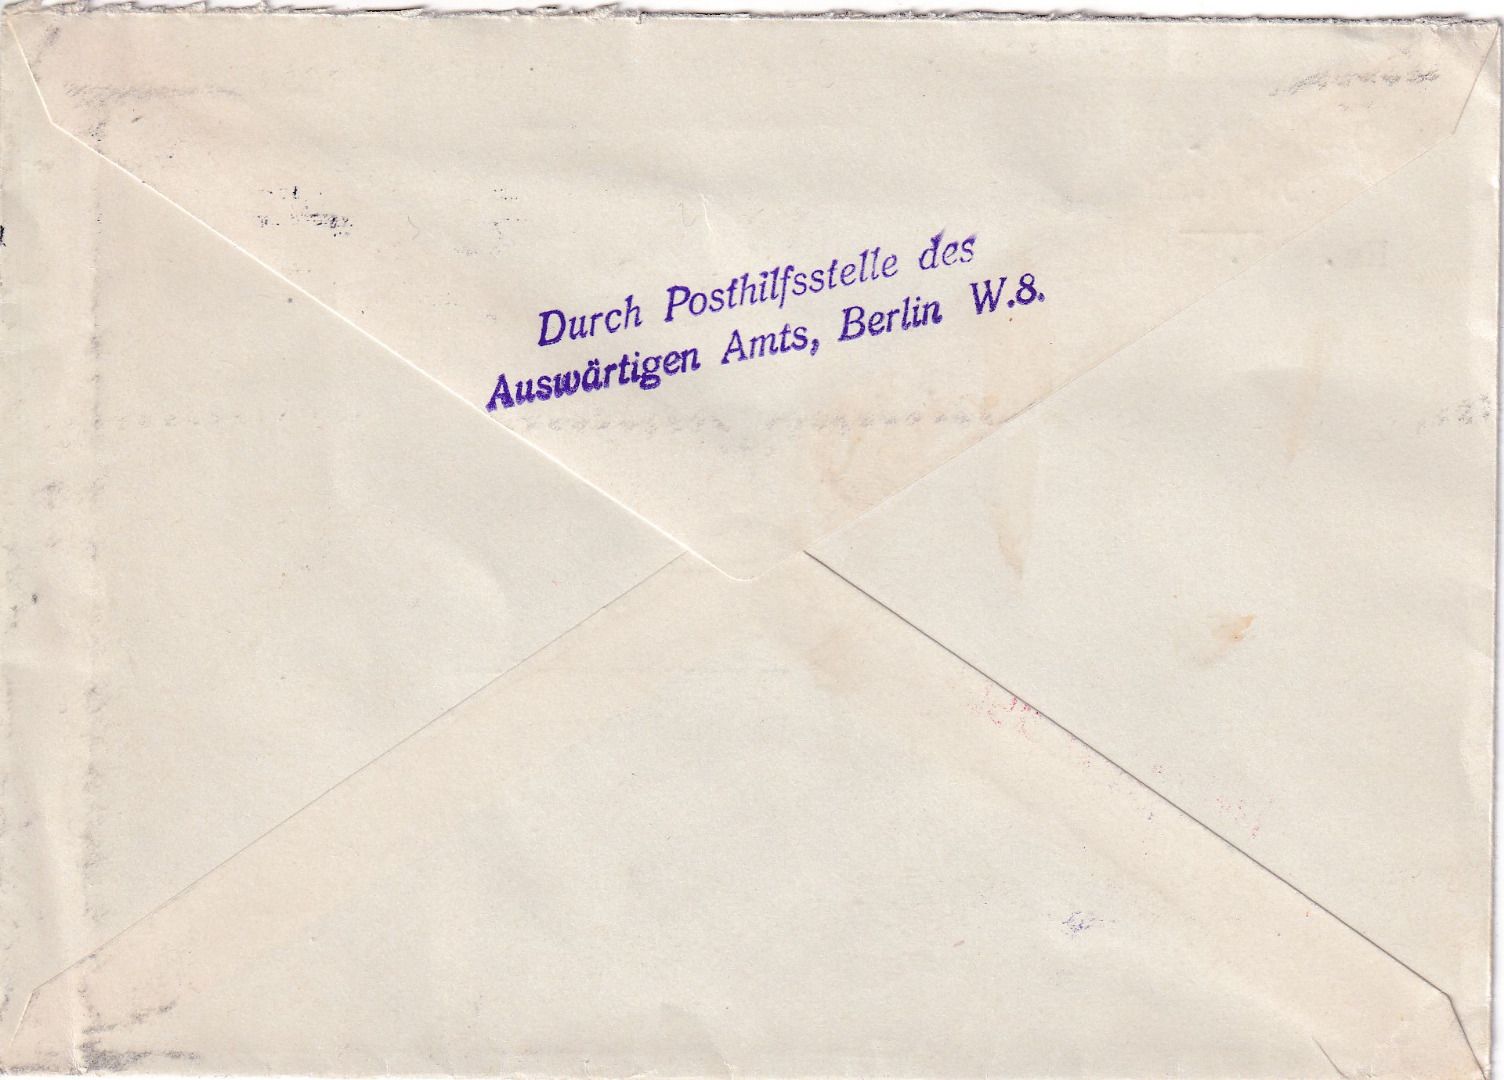 Durch Posthilfsstelle des
Auswärtigen Amts, Berlin W.8.